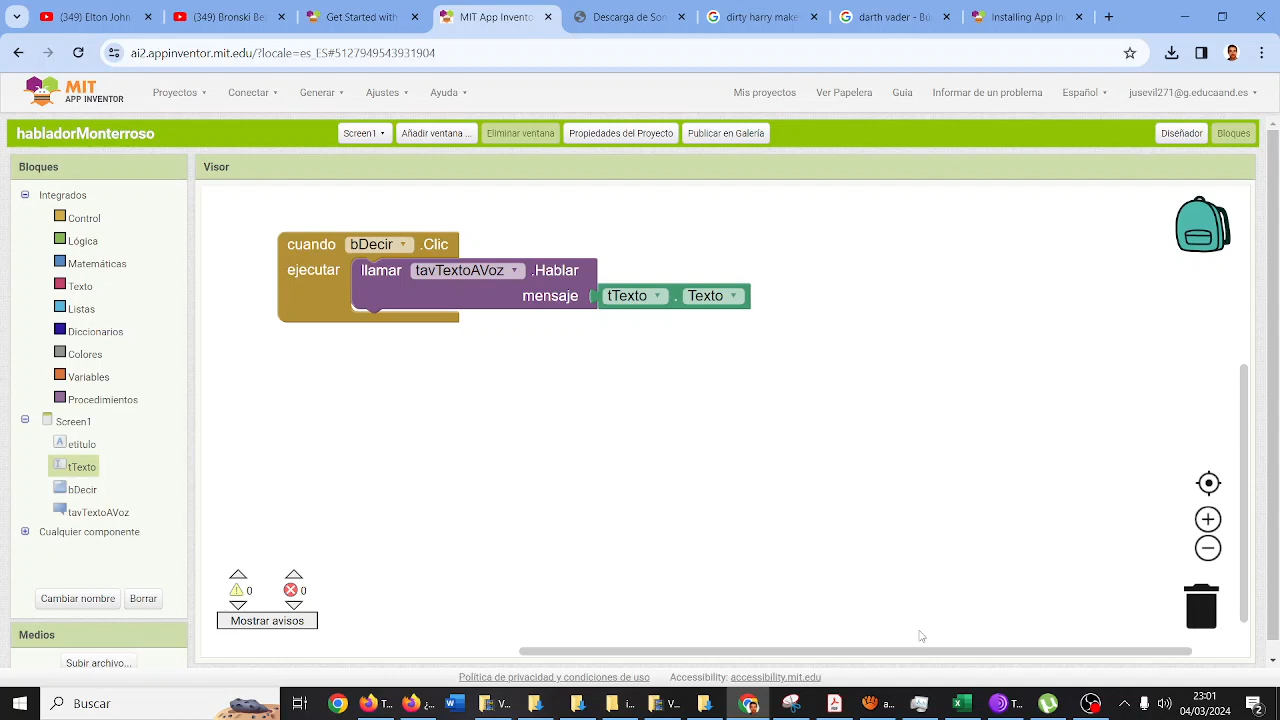 (349) Elton John
(349) Bronski Be
Get Started with
MIT App Invento
Descarga de Son
dirty harry make
darth vader - Bú
Installing App In
ai2.appinventor.mit.edu/?locale=es_ES#5127949543931904
MIT
APP INVENTOR
Proyectos
Conectar
Generar
Ajustes
Ayuda
Mis proyectos
Ver Papelera
Guía
Informar de un problema
Español
jusevil271@g.educaand.es
habladorMonterroso
Screen1
Añadir ventana ...
Eliminar ventana
Propiedades del Proyecto
Publicar en Galería
Diseñador
Bloques
Bloques
Integrados
Control
Lógica
Matemáticas
Texto
Listas
Diccionarios
Colores
Variables
Procedimientos
Screen1
etitulo
tTexto
bDecir
tavTextoAVoz
Cualquier componente
Cambiar nombre
Borrar
Medios
Subir archivo...
Visor
cuando bDecir .Clic
ejecutar llamar tavTextoAVoz .Hablar
mensaje tTexto . Texto
0 0
Mostrar avisos
Política de privacidad y condiciones de uso
Accessibility: accessibility.mit.edu
Buscar
23:01
04/03/2024